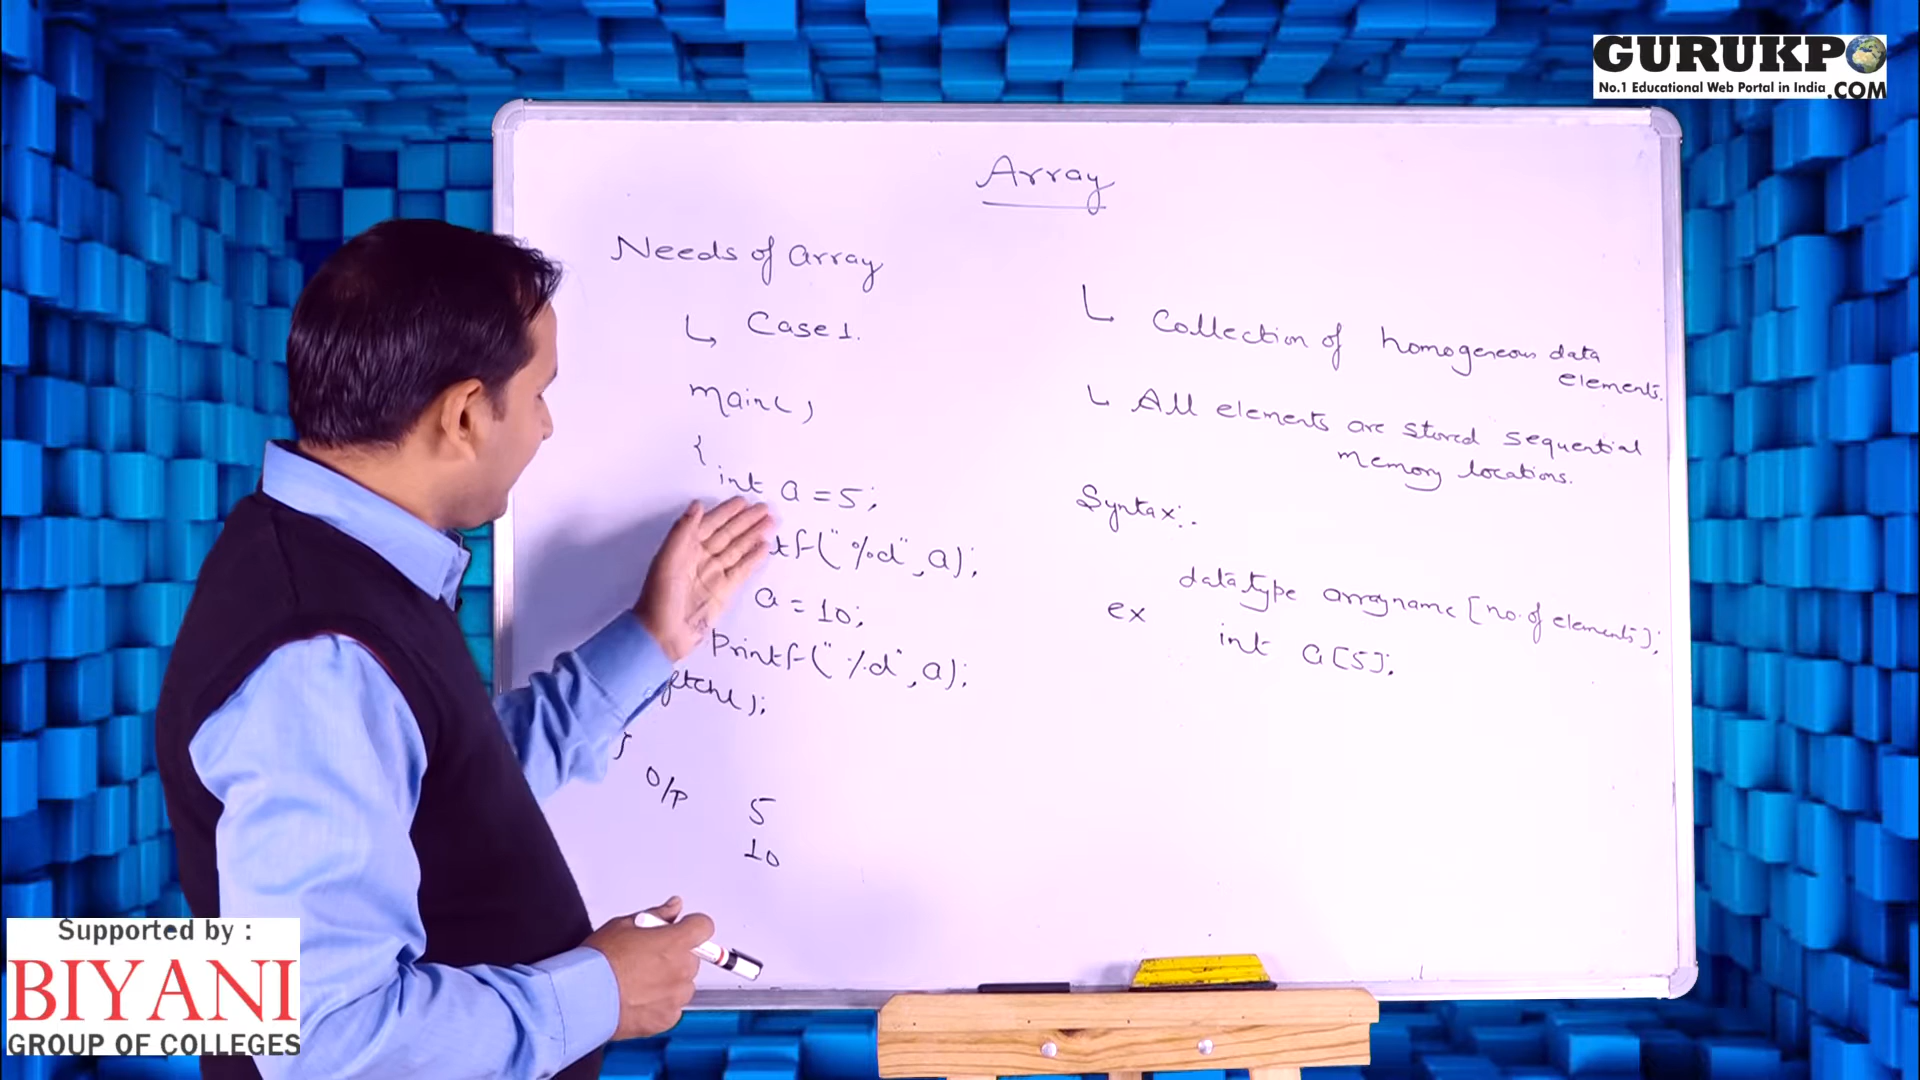 GURUKPO
No.1 Educational Web Portal in India .COM
Array
Needs of array
Case 1.
main()
{
int a = 5;
tf("%d", a);
a = 10;
Printf("%d", a);
getch();
}
O/P 5
10
Collection of homogeneous data
elements.
All elements are stored sequential
memory locations.
Syntax:-
datatype arrayname [no. of elements];
ex int a[5];
Supported by :
BIYANI
GROUP OF COLLEGES